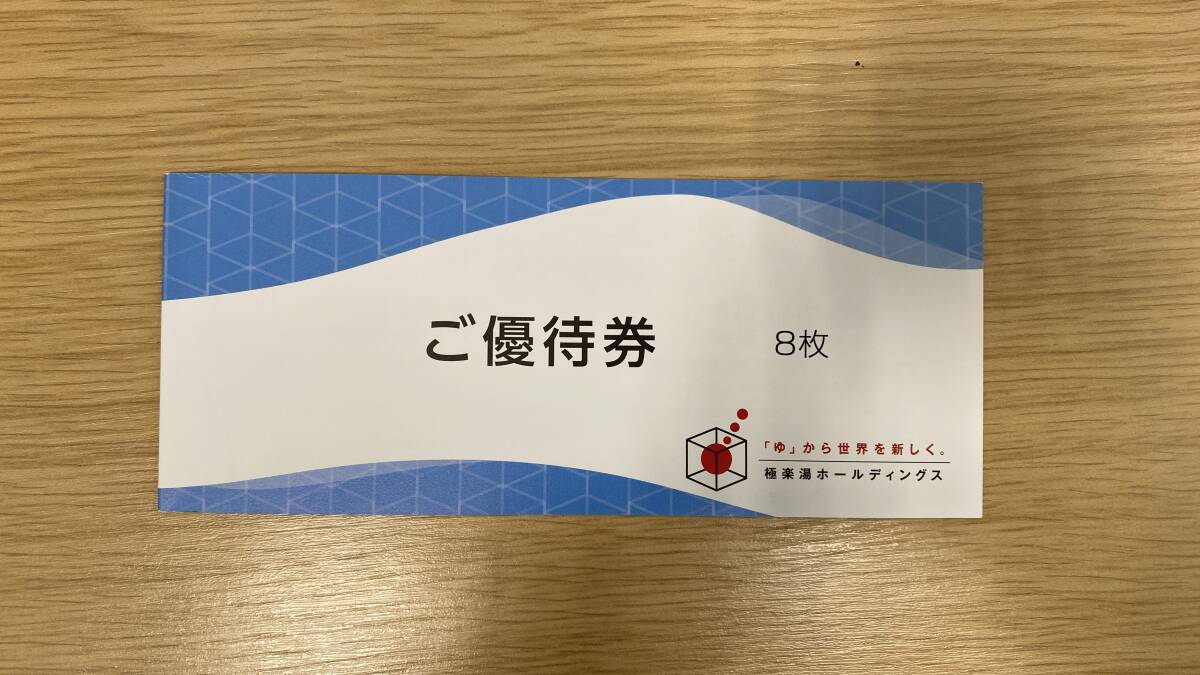 ご優待券
8枚
「ゆ」から世界を新しく。
極楽湯ホールディングス